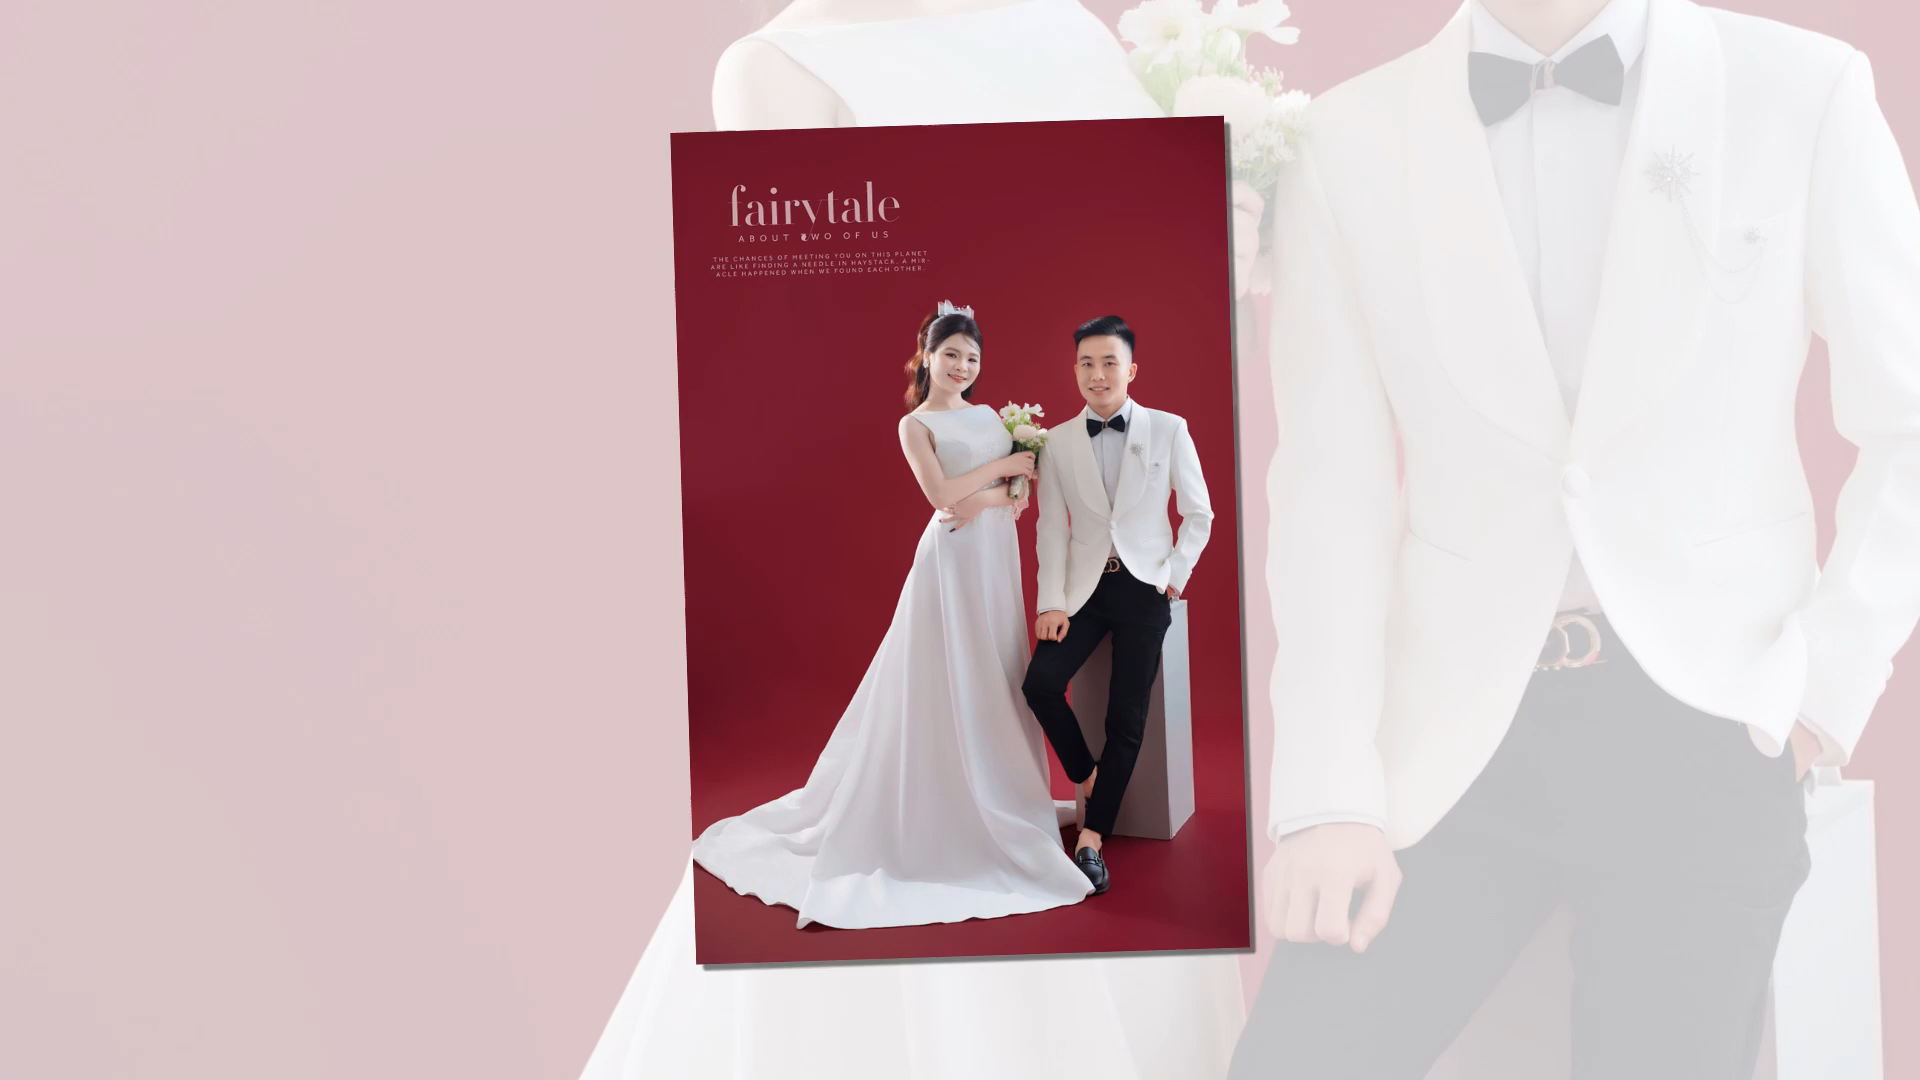 fairytale
ABOUT TWO OF US
THE CHANCES OF MEETING YOU ON THIS PLANET
ARE LIKE FINDING A NEEDLE IN HAYSTACK. A MIR-
ACLE HAPPENED WHEN WE FOUND EACH OTHER.